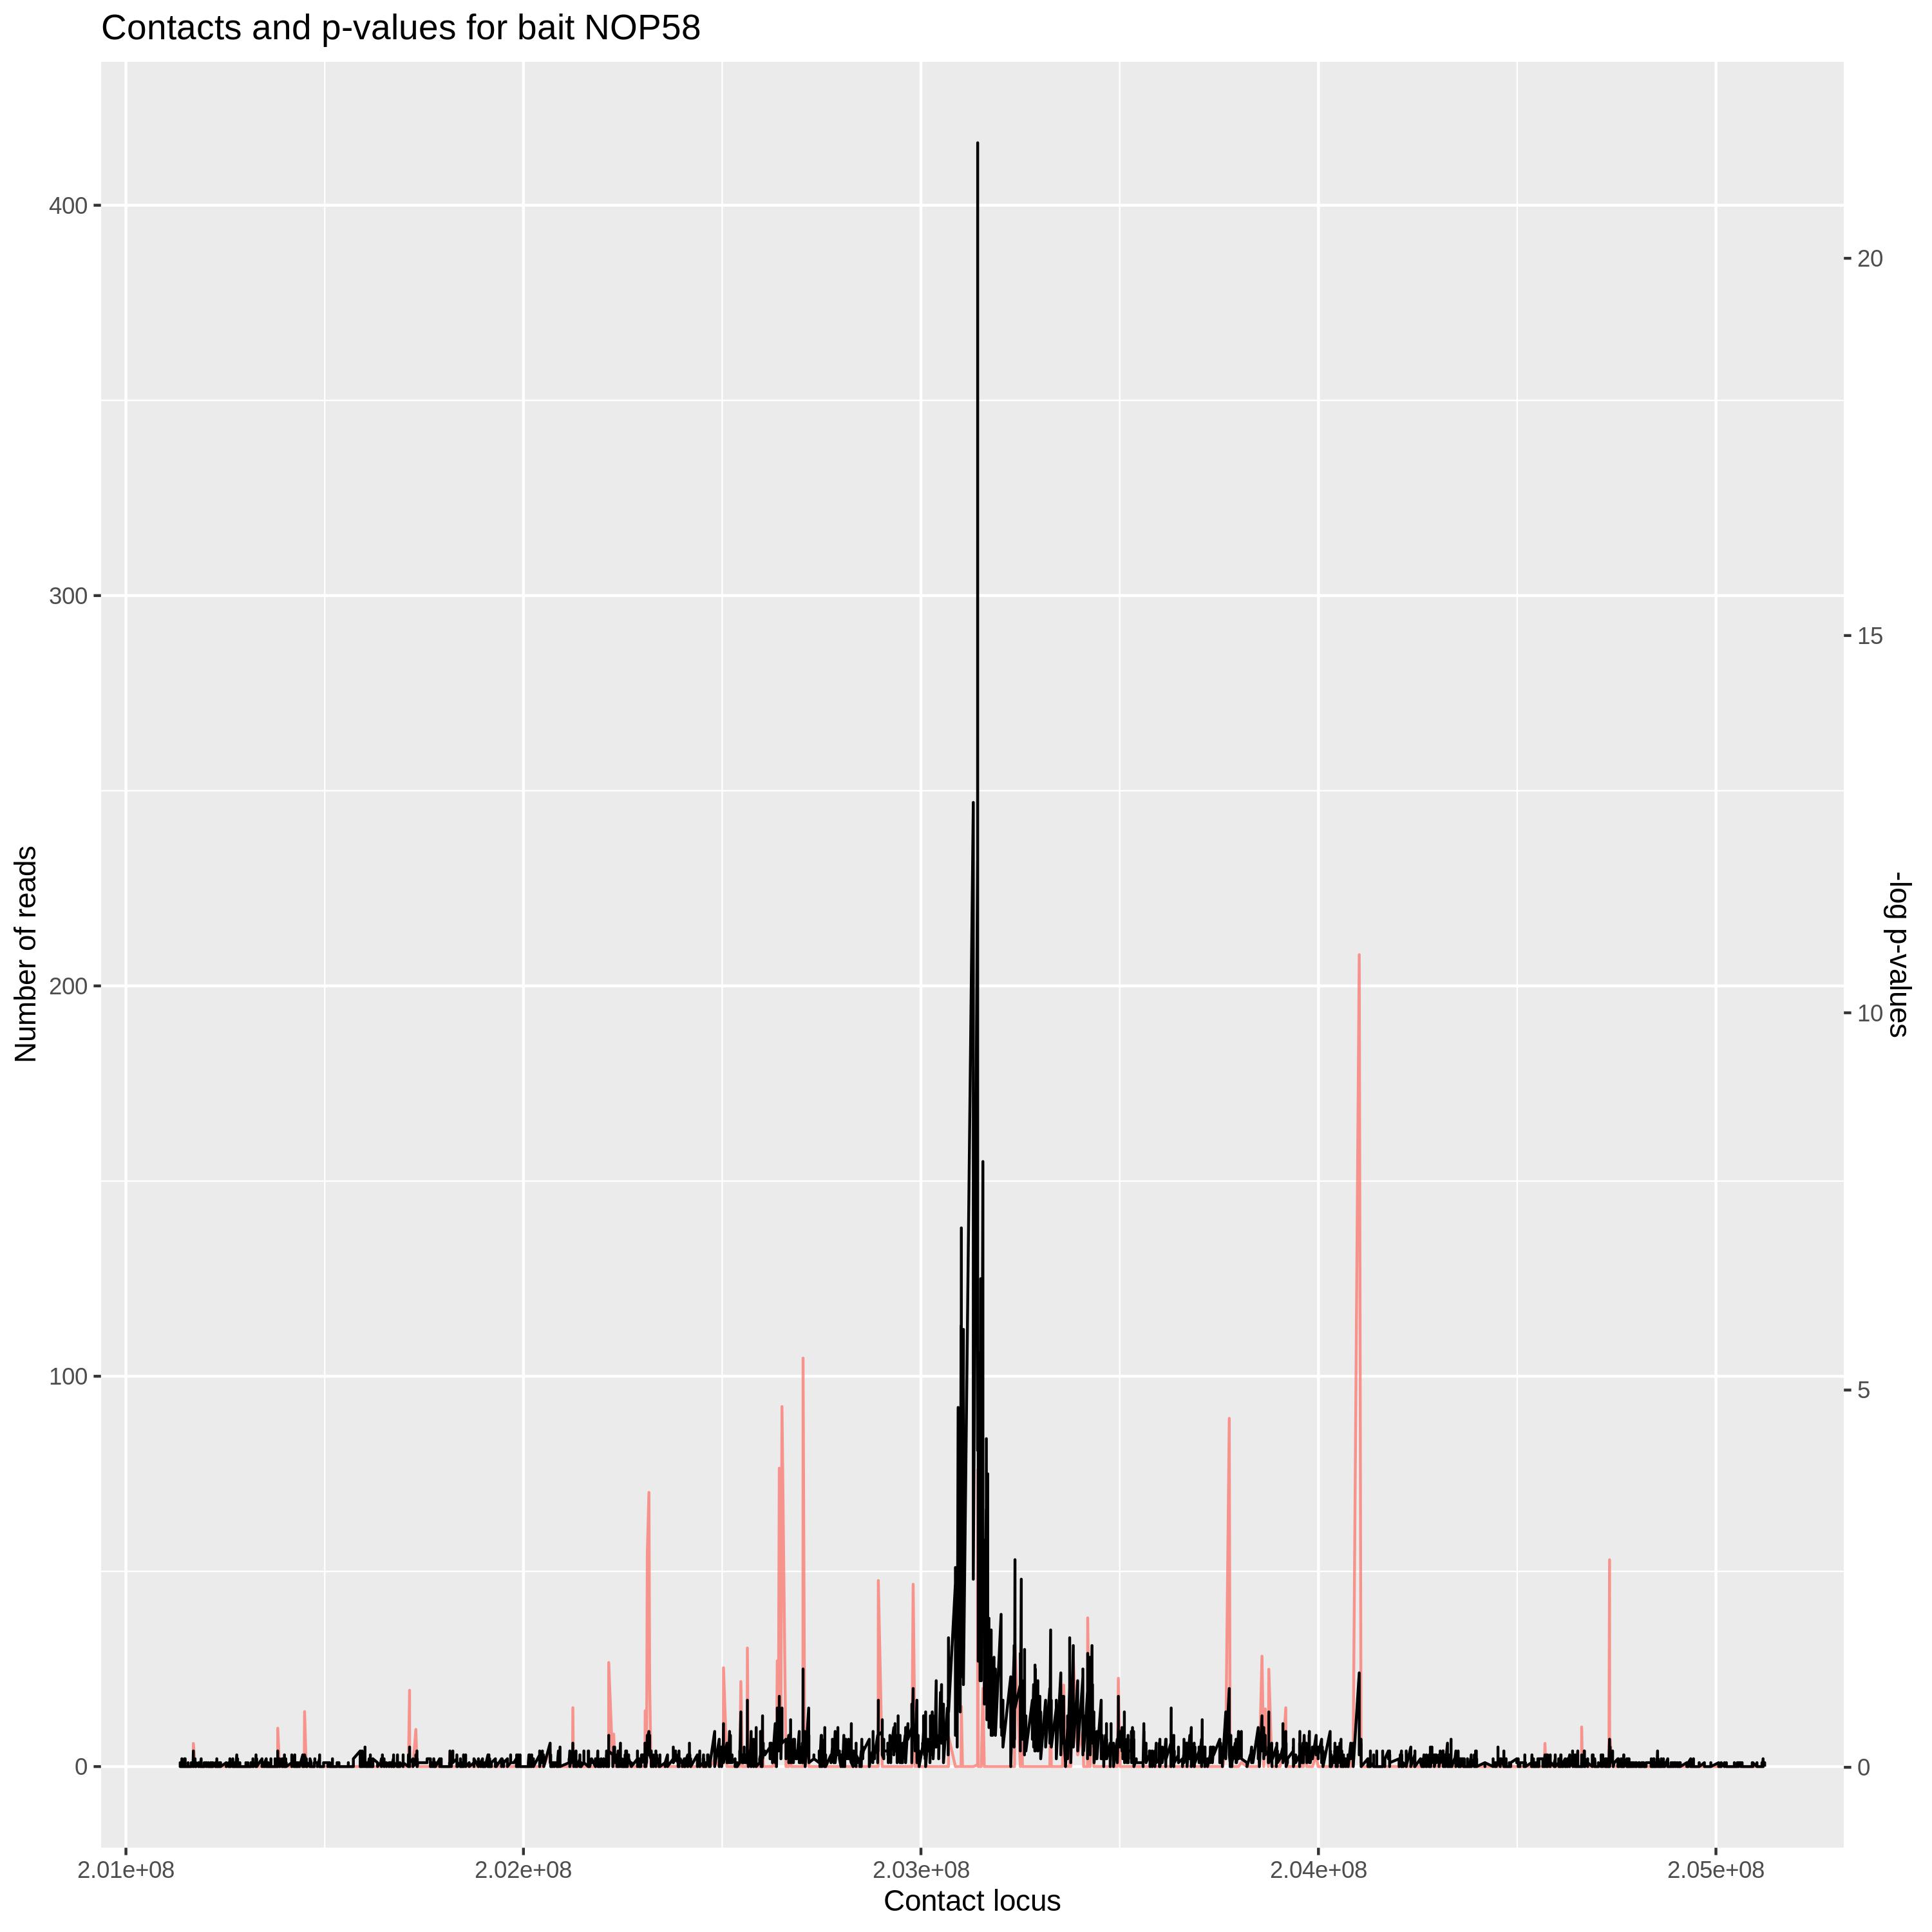 Contacts and p-values for bait NOP58
400
300
200
100
0
Number of reads
20
15
10
5
0
-log p-values
2.01e+08 2.02e+08 2.03e+08 2.04e+08 2.05e+08
Contact locus